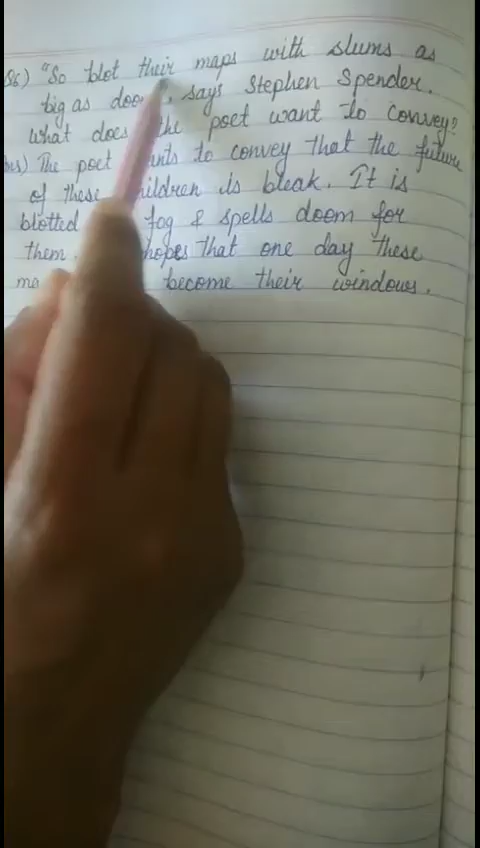 36) "So blot their maps with slums as
big as doo , says Stephen Spender.
What does the poet want to convey?
Ans) The poet to convey that the future
of these is bleak. It is
blotted fog & spells doom for
them. hopes that one day these
become their windows.